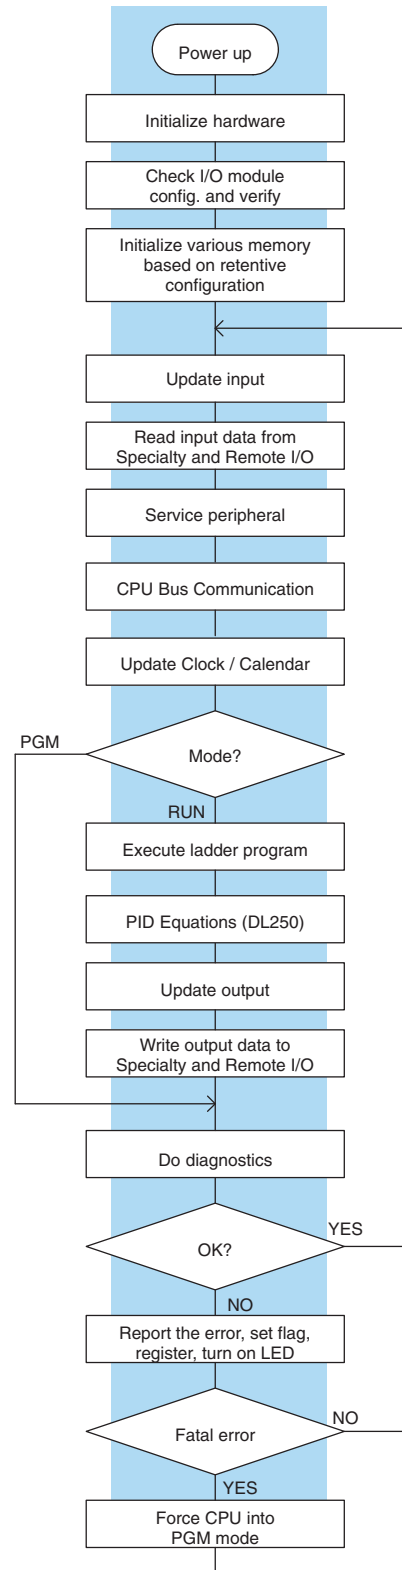 Power up
Initialize hardware
Check I/O module
config. and verify
Initialize various memory
based on retentive
configuration
Update input
Read input data from
Specialty and Remote I/O
Service peripheral
CPU Bus Communication
Update Clock / Calendar
PGM
Mode?
RUN
Execute ladder program
PID Equations (DL250)
Update output
Write output data to
Specialty and Remote I/O
Do diagnostics
YES
OK?
NO
Report the error, set flag,
register, turn on LED
NO
Fatal error
YES
Force CPU into
PGM mode